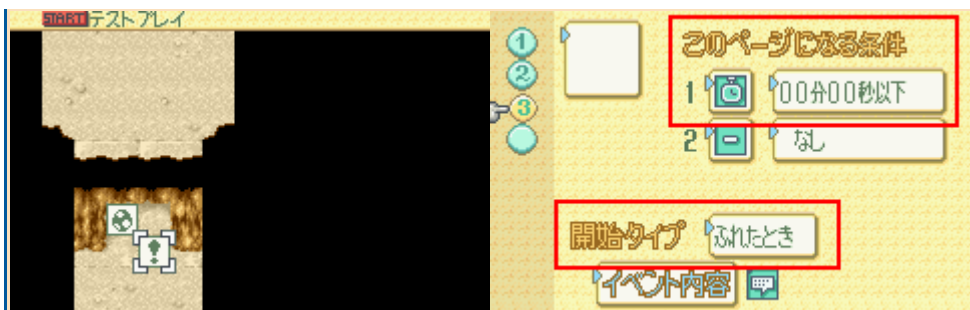 START テストプレイ
1
2
3
このページになる条件
1 00分00秒以下
2 なし
開始タイプ ふれたとき
イベント内容